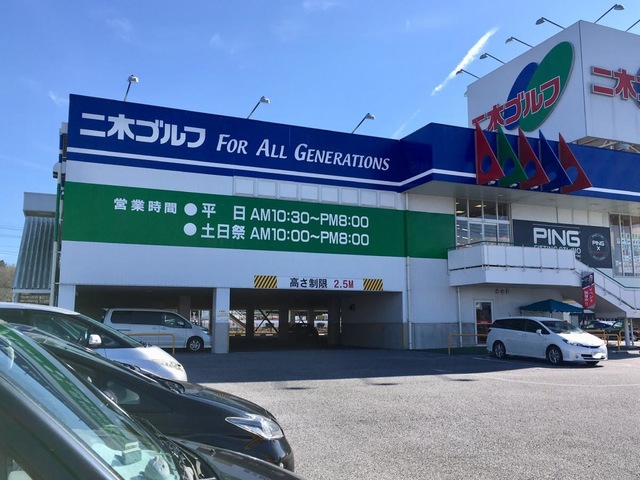 二木ゴルフ FOR ALL GENERATIONS
営業時間 ● 平 日 AM10:30~PM8:00
● 土日祭 AM10:00~PM8:00
高さ制限 2.5M
二木ゴルフ
二木
PING
PING